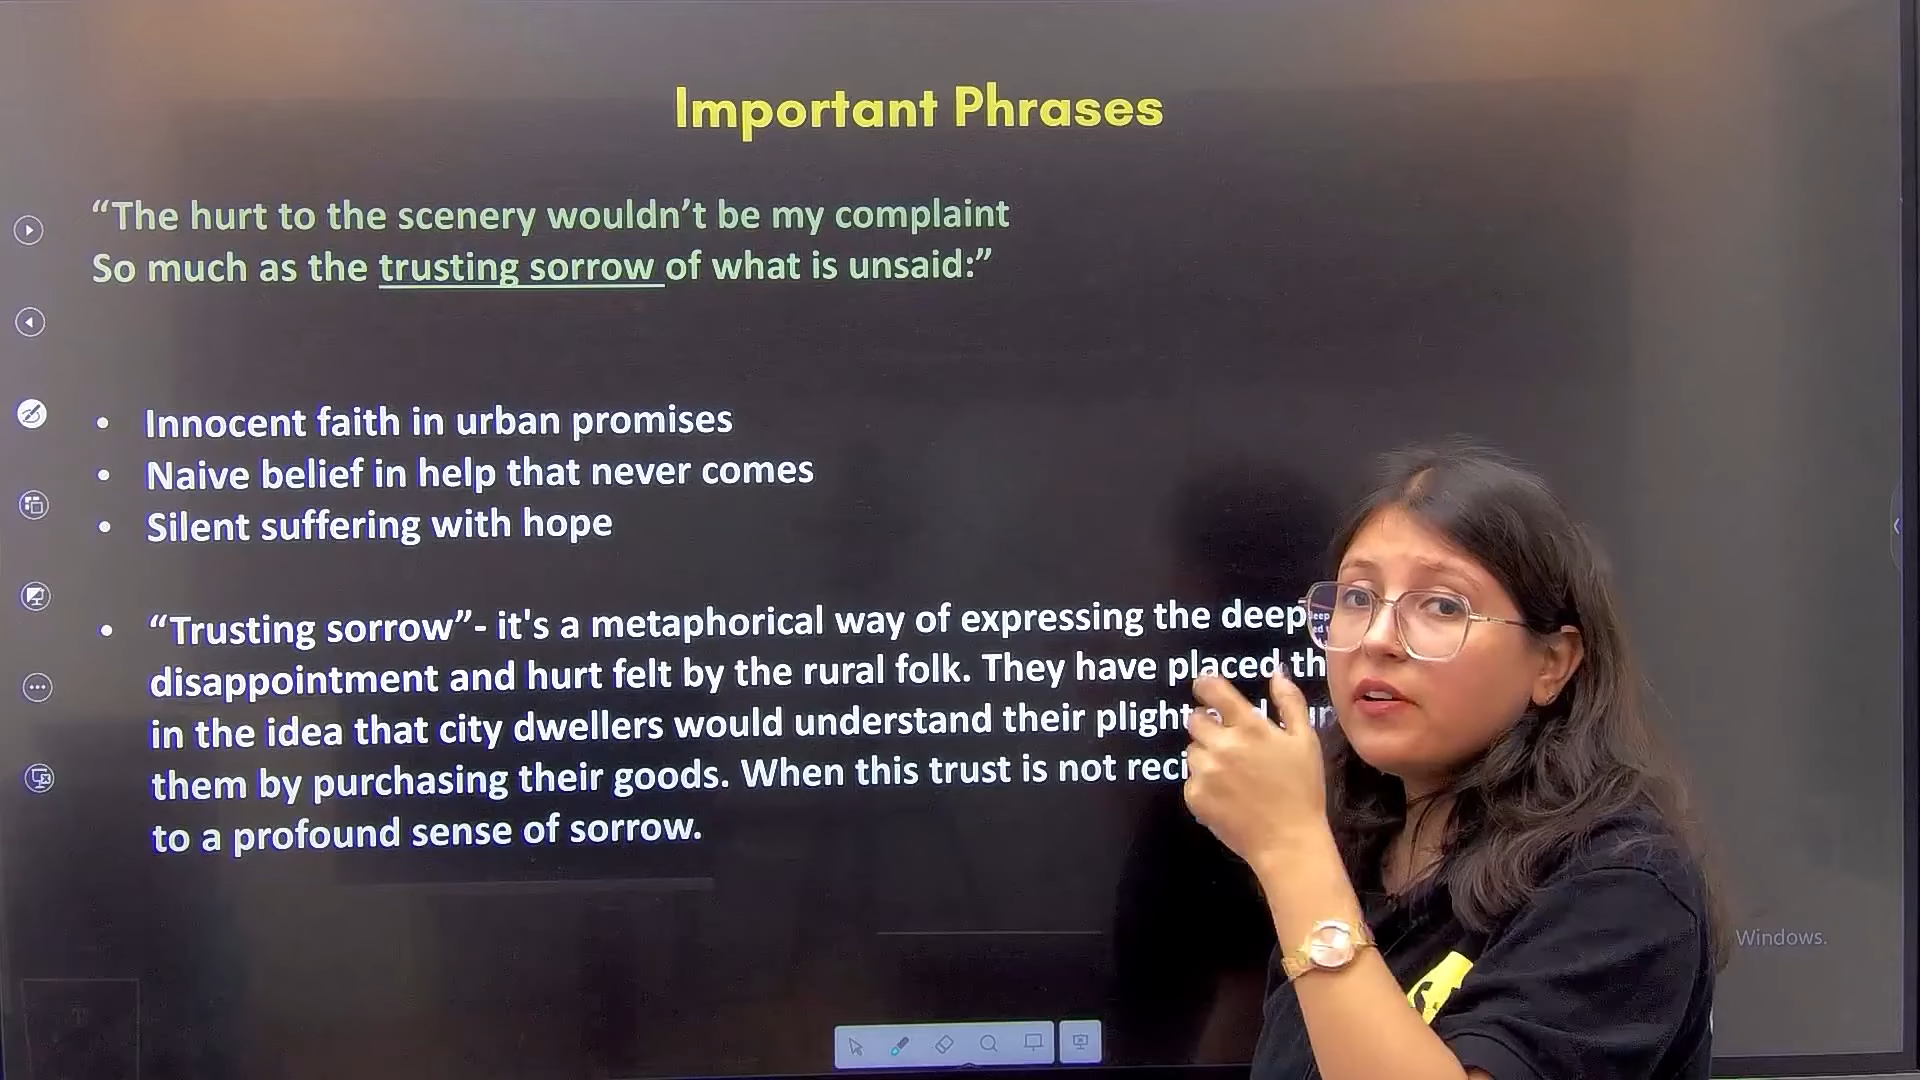 Important Phrases
“The hurt to the scenery wouldn’t be my complaint
So much as the trusting sorrow of what is unsaid:”
• Innocent faith in urban promises
• Naive belief in help that never comes
• Silent suffering with hope
• “Trusting sorrow”- it's a metaphorical way of expressing the deep
disappointment and hurt felt by the rural folk. They have placed
in the idea that city dwellers would understand their plight
them by purchasing their goods. When this trust is not
to a profound sense of sorrow.
Windows.